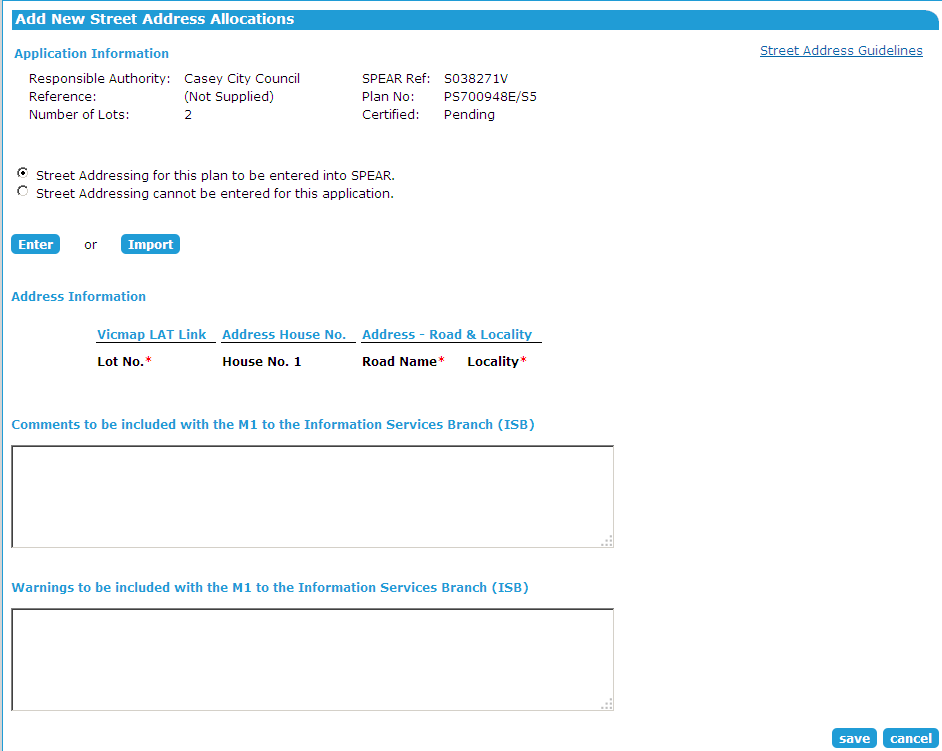 Add New Street Address Allocations
Application Information
Street Address Guidelines
Responsible Authority: Casey City Council SPEAR Ref: S038271V
Reference: (Not Supplied) Plan No: PS700948E/S5
Number of Lots: 2 Certified: Pending
Street Addressing for this plan to be entered into SPEAR.
Street Addressing cannot be entered for this application.
Enter or Import
Address Information
Vicmap LAT Link Address House No. Address - Road & Locality
Lot No.* House No. 1 Road Name* Locality*
Comments to be included with the M1 to the Information Services Branch (ISB)
Warnings to be included with the M1 to the Information Services Branch (ISB)
save cancel